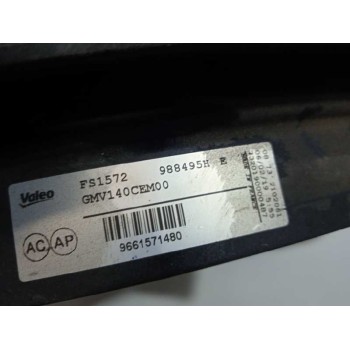 Valeo
FS1572 988495H
GMV140CEM00
AC AP
9661571480